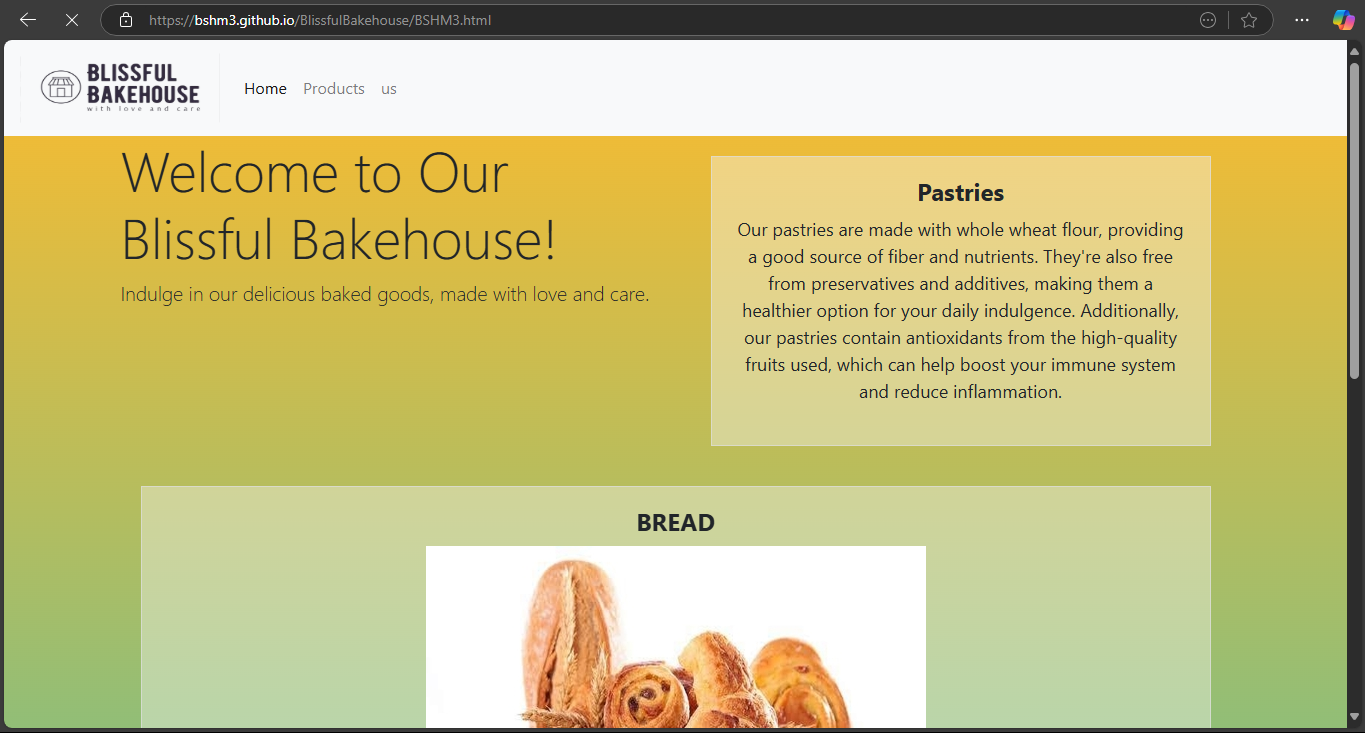 https://bshm3.github.io/BlissfulBakehouse/BSHM3.html
BLISSFUL
BAKEHOUSE
with love and care
Home Products us
Welcome to Our
Blissful Bakehouse!
Indulge in our delicious baked goods, made with love and care.
Pastries
Our pastries are made with whole wheat flour, providing
a good source of fiber and nutrients. They're also free
from preservatives and additives, making them a
healthier option for your daily indulgence. Additionally,
our pastries contain antioxidants from the high-quality
fruits used, which can help boost your immune system
and reduce inflammation.
BREAD